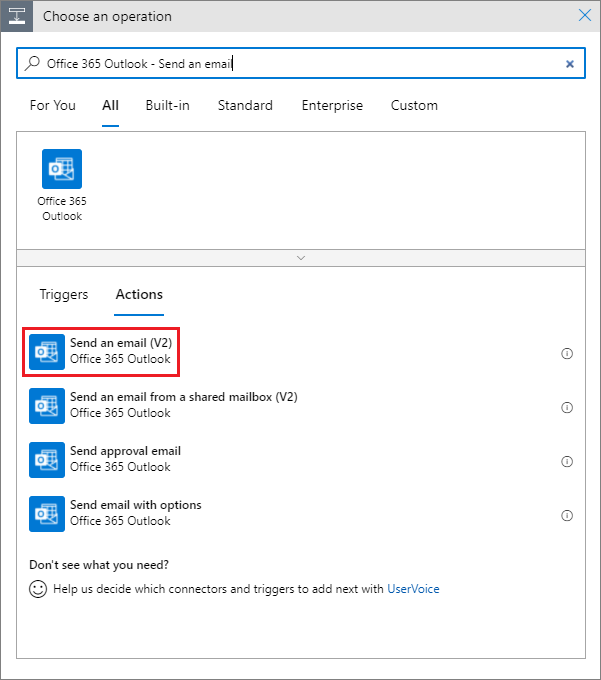 Choose an operation
Office 365 Outlook - Send an email
For You All Built-in Standard Enterprise Custom
Office 365
Outlook
Triggers Actions
Send an email (V2)
Office 365 Outlook
Send an email from a shared mailbox (V2)
Office 365 Outlook
Send approval email
Office 365 Outlook
Send email with options
Office 365 Outlook
Don't see what you need?
Help us decide which connectors and triggers to add next with UserVoice